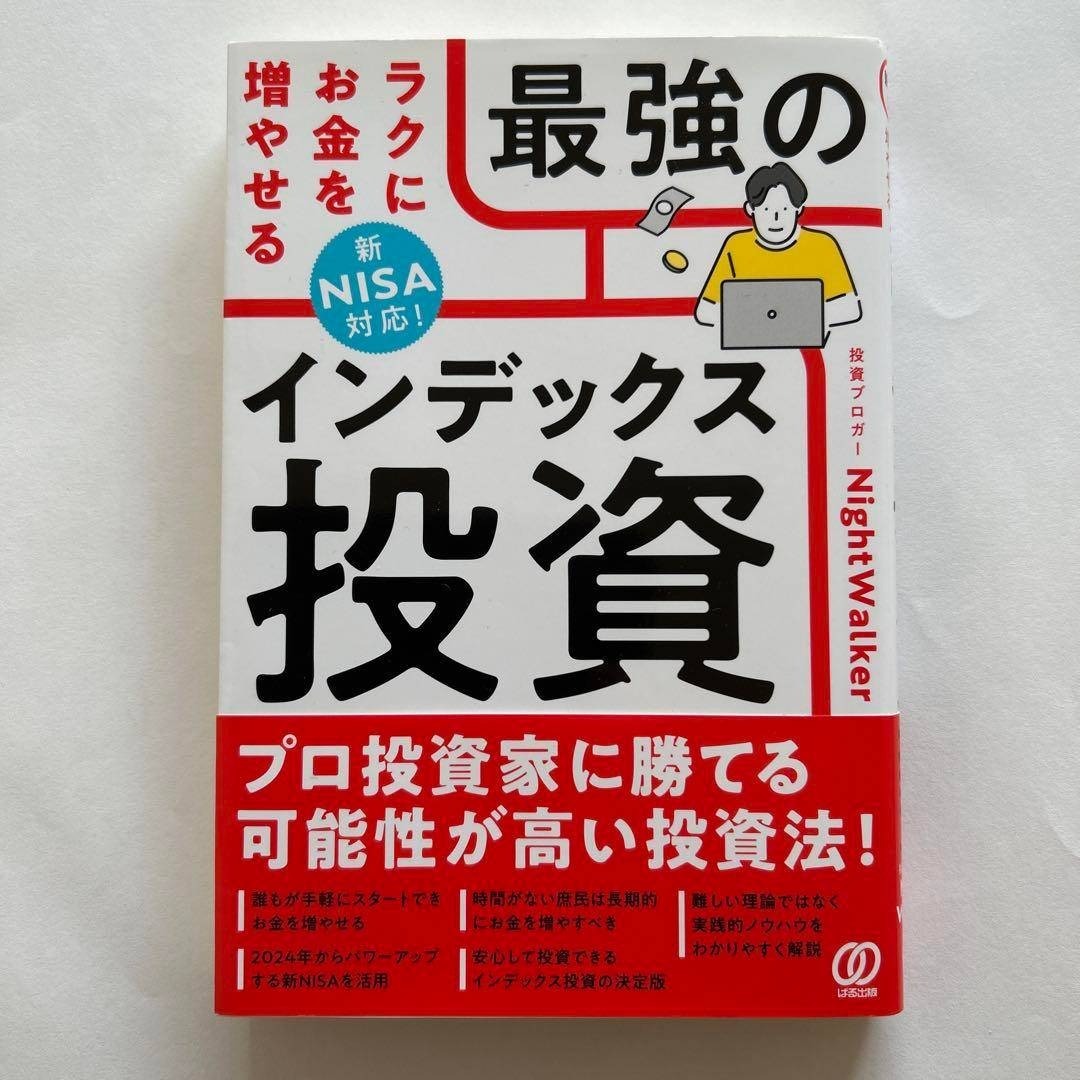 ラクに
お金を
増やせる
最強の
新
NISA
対応!
インデックス
投資
投資ブロガー NightWalker
プロ投資家に勝てる
可能性が高い投資法!
誰もが手軽にスタートでき
お金を増やせる
時間がない庶民は長期的
にお金を増やすべき
難しい理論ではなく
実践的ノウハウを
わかりやすく解説
2024年からパワーアップ
する新NISAを活用
安心して投資できる
インデックス投資の決定版
ぱる出版